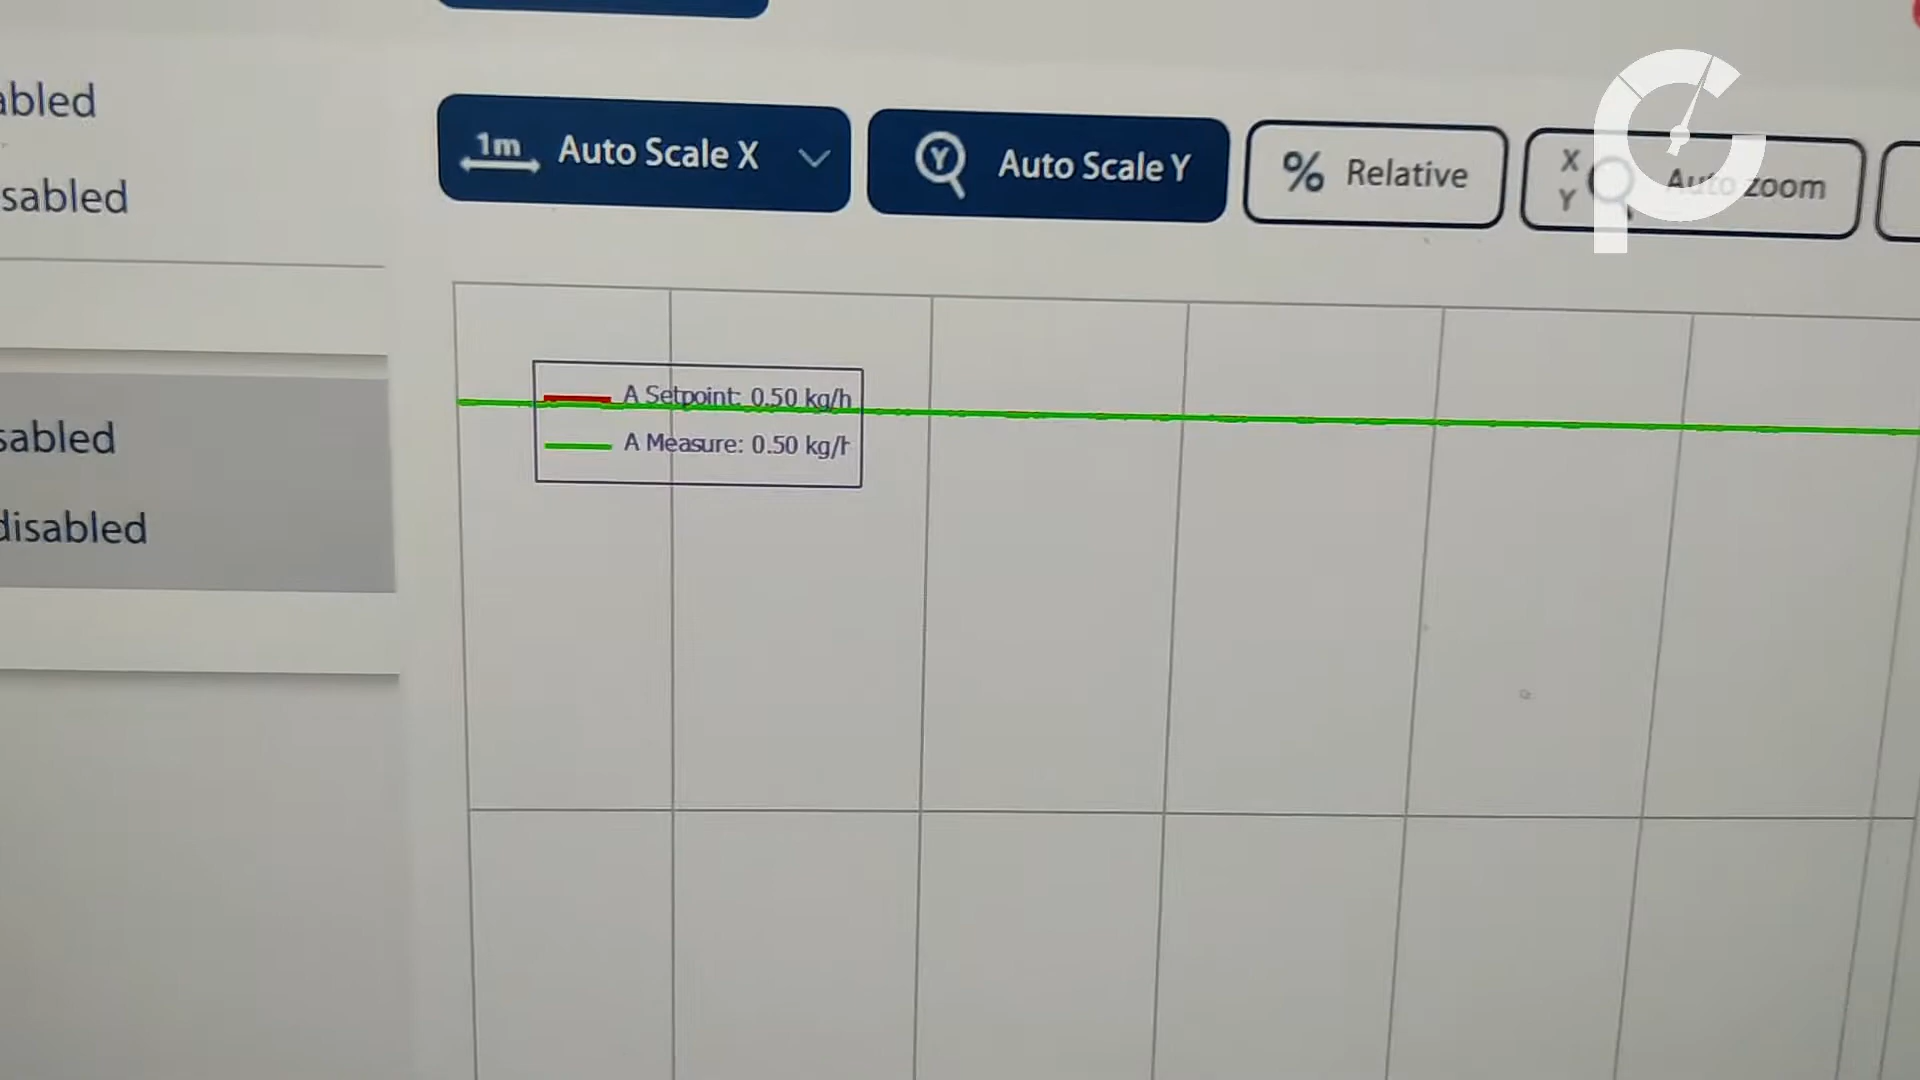 abled
sabled
1m Auto Scale X
Y Auto Scale Y
% Relative
X Y Auto zoom
A Setpoint: 0.50 kg/h
A Measure: 0.50 kg/h
sabled
disabled